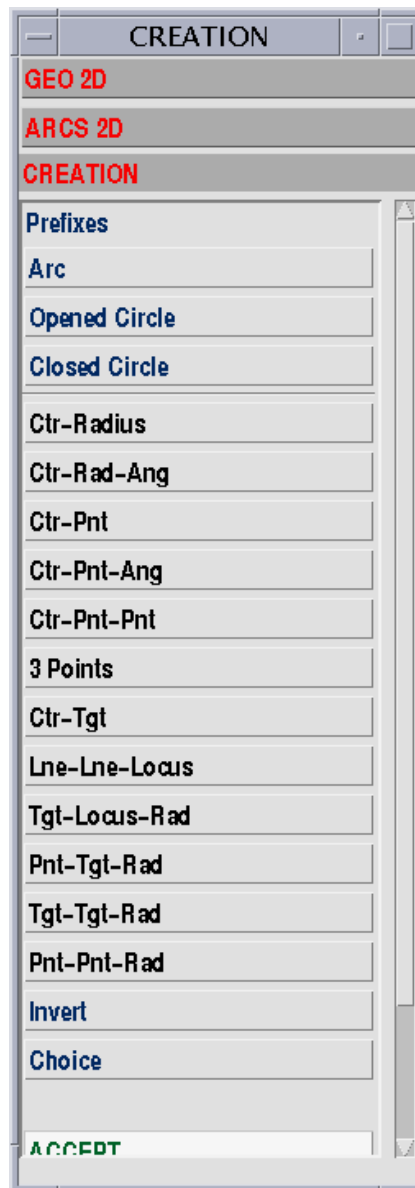 CREATION
GEO 2D
ARCS 2D
CREATION
Prefixes
Arc
Opened Circle
Closed Circle
Ctr-Radius
Ctr-Rad-Ang
Ctr-Pnt
Ctr-Pnt-Ang
Ctr-Pnt-Pnt
3 Points
Ctr-Tgt
Lne-Lne-Locus
Tgt-Locus-Rad
Pnt-Tgt-Rad
Tgt-Tgt-Rad
Pnt-Pnt-Rad
Invert
Choice
ACCEPT